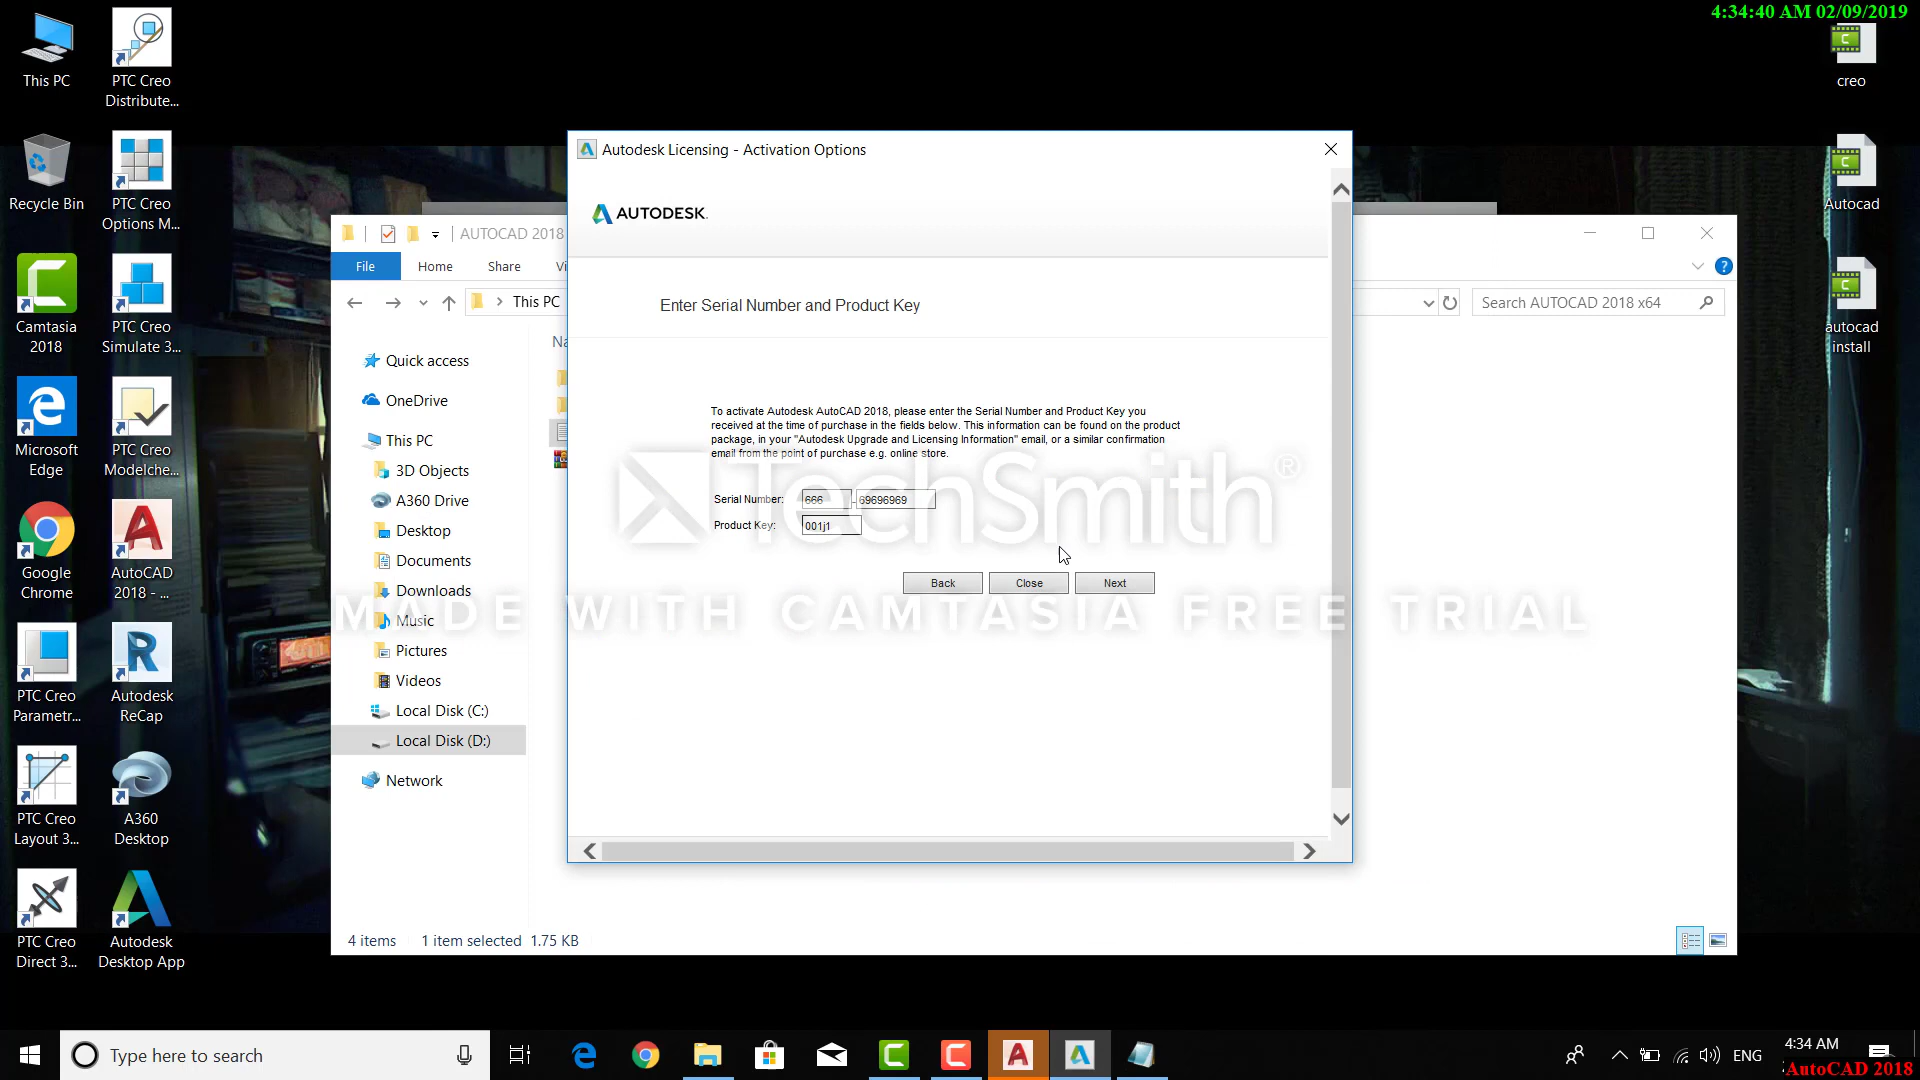 4:34:40 AM 02/09/2019
This PC
PTC Creo
Distribute...
creo
Recycle Bin
PTC Creo
Options M...
Autocad
Camtasia
2018
PTC Creo
Simulate 3...
autocad
install
Microsoft
Edge
PTC Creo
Modelche...
Google
Chrome
AutoCAD
2018 - ...
PTC Creo
Parametr...
Autodesk
ReCap
PTC Creo
Layout 3...
A360
Desktop
PTC Creo
Direct 3...
Autodesk
Desktop App
AUTOCAD 2018
File
Home
Share
Vi
This PC
Search AUTOCAD 2018 x64
Na
Quick access
OneDrive
This PC
3D Objects
A360 Drive
Desktop
Documents
Downloads
Music
Pictures
Videos
Local Disk (C:)
Local Disk (D:)
Network
4 items
1 item selected 1.75 KB
Autodesk Licensing - Activation Options
AUTODESK.
Enter Serial Number and Product Key
To activate Autodesk AutoCAD 2018, please enter the Serial Number and Product Key you
received at the time of purchase in the fields below. This information can be found on the product
package, in your "Autodesk Upgrade and Licensing Information" email, or a similar confirmation
email from the point of purchase e.g. online store.
Serial Number: 666 - 69696969
Product Key: 001j1
Back
Close
Next
TechSmith®
MADE WITH CAMTASIA FREE TRIAL
Type here to search
ENG
4:34 AM
AutoCAD 2018